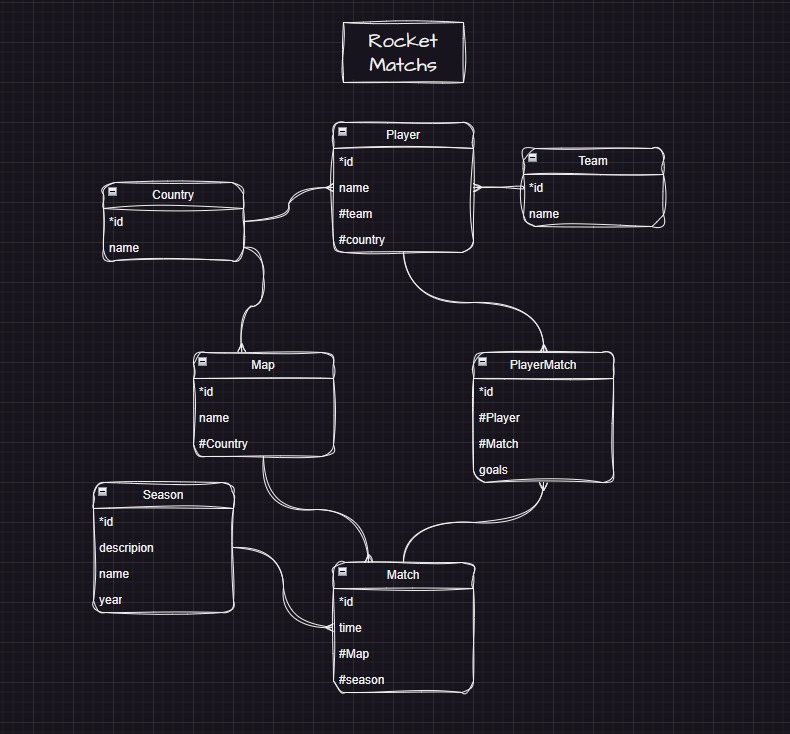 Rocket
Matchs
Player
*id
name
#team
#country
Team
*id
name
Country
*id
name
Map
*id
name
#Country
PlayerMatch
*id
#Player
#Match
goals
Season
*id
descripion
name
year
Match
*id
time
#Map
#season